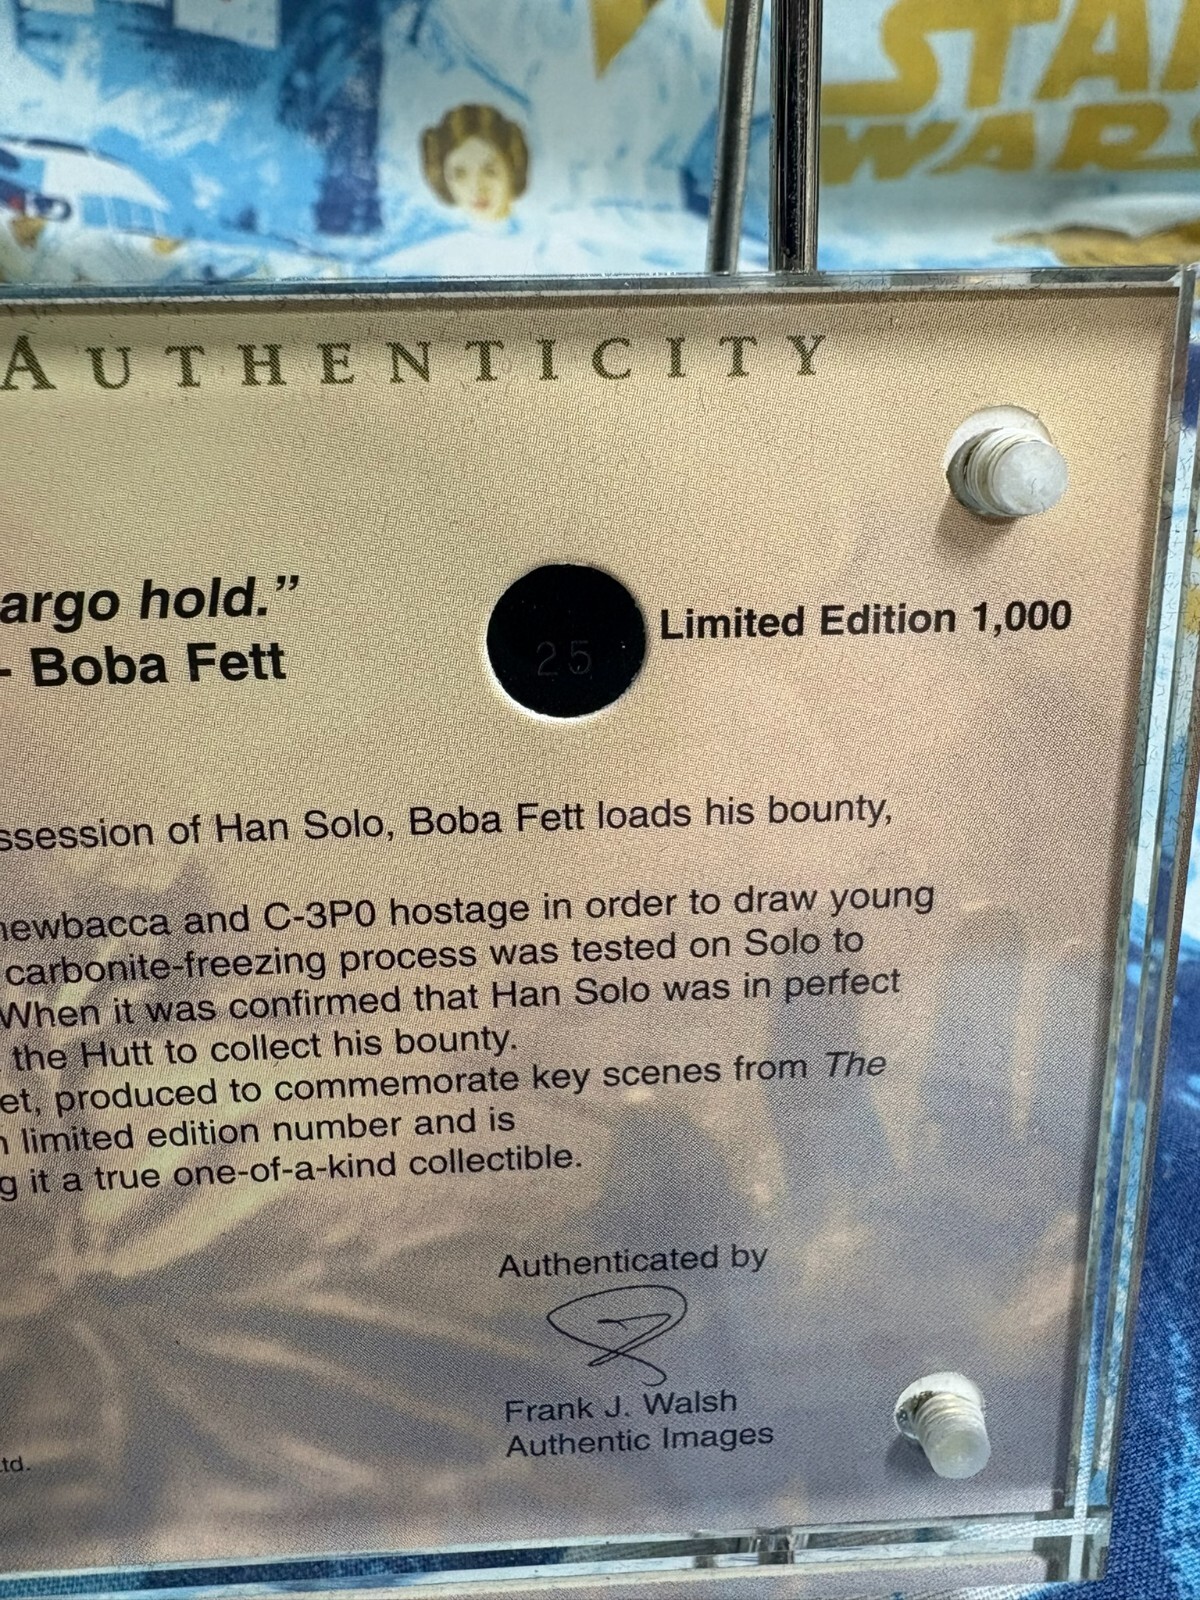 STAR
WARS
AUTHENTICITY
argo hold.”
- Boba Fett
25
Limited Edition 1,000
ssession of Han Solo, Boba Fett loads his bounty,
hewbacca and C-3P0 hostage in order to draw young
carbonite-freezing process was tested on Solo to
When it was confirmed that Han Solo was in perfect
the Hutt to collect his bounty.
et, produced to commemorate key scenes from The
n limited edition number and is
g it a true one-of-a-kind collectible.
Authenticated by
Frank J. Walsh
Authentic Images
td.